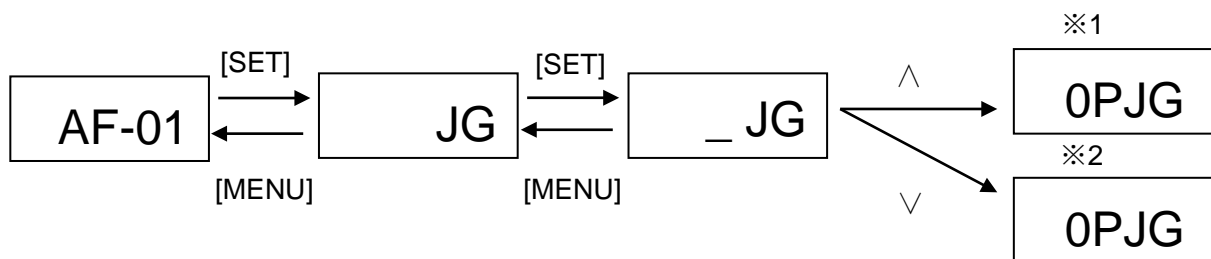 ※1
[SET] [SET] ∧
AF-01 JG _ JG 0PJG
[MENU] [MENU] ※2
∨ 0PJG